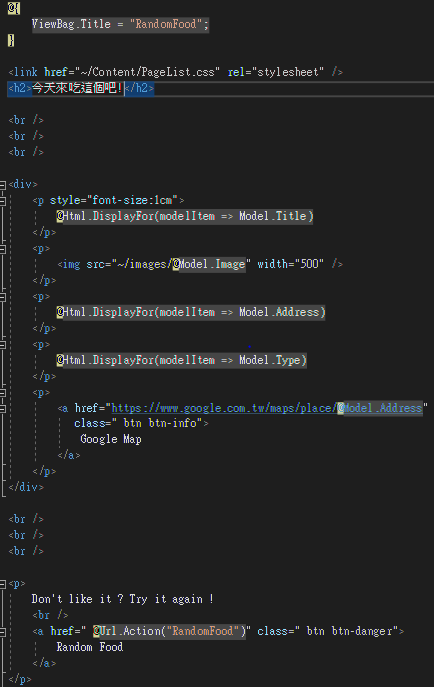 @{
ViewBag.Title = "RandomFood";
}
<link href="~/Content/PageList.css" rel="stylesheet" />
<h2>今天來吃這個吧!</h2>
<br />
<br />
<br />
<div>
<p style="font-size:1cm">
@Html.DisplayFor(modelItem => Model.Title)
</p>
<p>
<img src="~/images/@Model.Image" width="500" />
</p>
<p>
@Html.DisplayFor(modelItem => Model.Address)
</p>
<p>
@Html.DisplayFor(modelItem => Model.Type)
</p>
<p>
<a href="https://www.google.com.tw/maps/place/@Model.Address"
class=" btn btn-info">
Google Map
</a>
</p>
</div>
<br />
<br />
<br />
<p>
Don't like it ? Try it again !
<br />
<a href=" @Url.Action("RandomFood")" class=" btn btn-danger">
Random Food
</a>
</p>